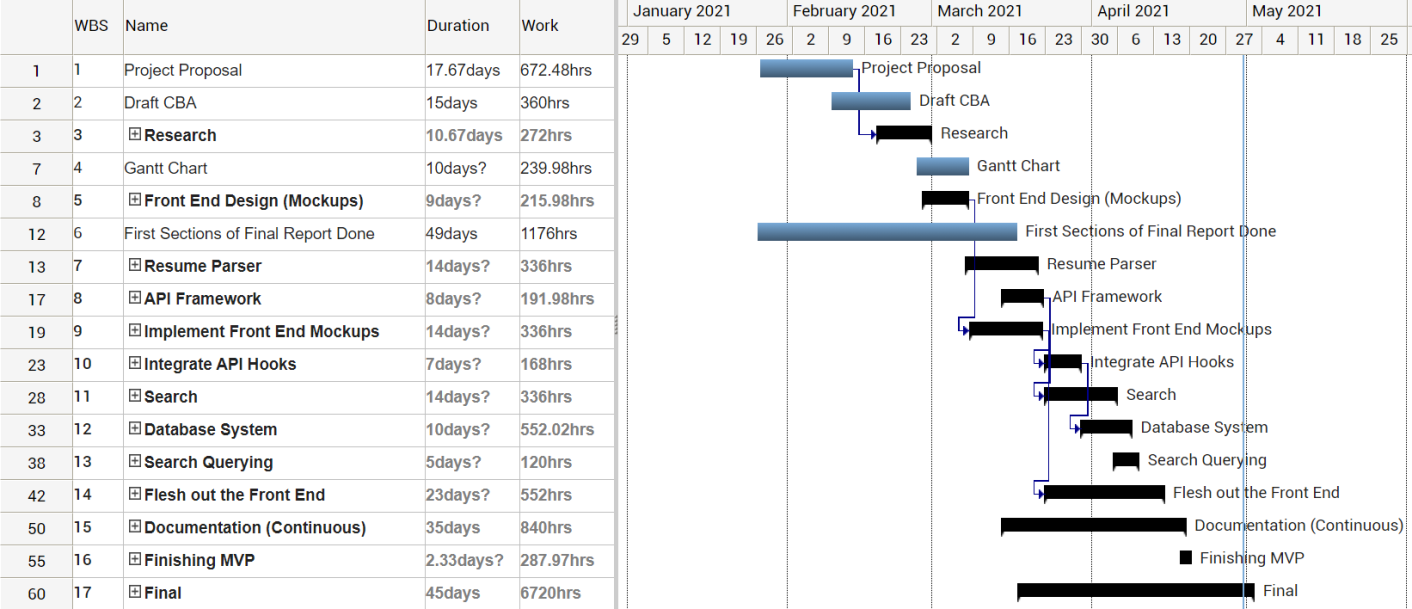 WBS Name Duration Work January 2021 February 2021 March 2021 April 2021 May 2021
29 5 12 19 26 2 9 16 23 2 9 16 23 30 6 13 20 27 4 11 18 25
1 1 Project Proposal 17.67days 672.48hrs Project Proposal
2 2 Draft CBA 15days 360hrs Draft CBA
3 3 Research 10.67days 272hrs Research
7 4 Gantt Chart 10days? 239.98hrs Gantt Chart
8 5 Front End Design (Mockups) 9days? 215.98hrs Front End Design (Mockups)
12 6 First Sections of Final Report Done 49days 1176hrs First Sections of Final Report Done
13 7 Resume Parser 14days? 336hrs Resume Parser
17 8 API Framework 8days? 191.98hrs API Framework
19 9 Implement Front End Mockups 14days? 336hrs Implement Front End Mockups
23 10 Integrate API Hooks 7days? 168hrs Integrate API Hooks
28 11 Search 14days? 336hrs Search
33 12 Database System 10days? 552.02hrs Database System
38 13 Search Querying 5days? 120hrs Search Querying
42 14 Flesh out the Front End 23days? 552hrs Flesh out the Front End
50 15 Documentation (Continuous) 35days 840hrs Documentation (Continuous)
55 16 Finishing MVP 2.33days? 287.97hrs Finishing MVP
60 17 Final 45days 6720hrs Final